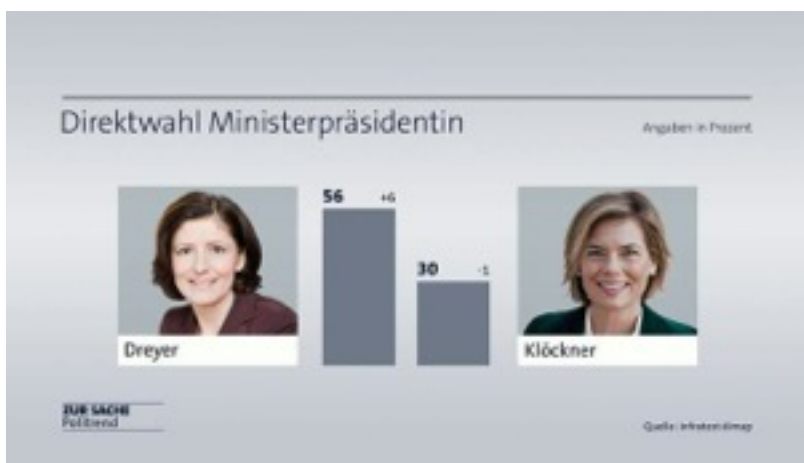 Direktwahl Ministerpräsidentin
Angaben in Prozent
56 +6
30 -1
Dreyer
Klöckner
ZUR SACHE
Politrend
Quelle: infratest dimap